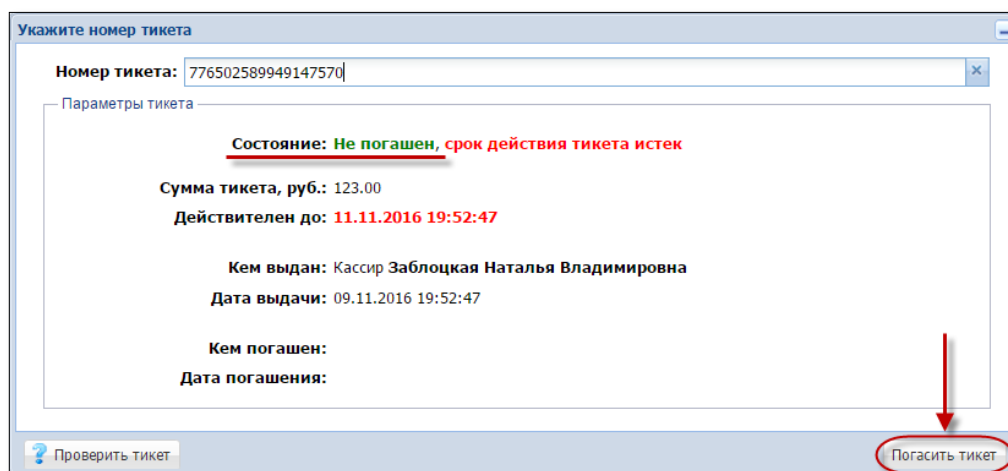 Укажите номер тикета
Номер тикета: 776502589949147570
Параметры тикета
Состояние: Не погашен, срок действия тикета истек
Сумма тикета, руб.: 123.00
Действителен до: 11.11.2016 19:52:47
Кем выдан: Кассир Заблоцкая Наталья Владимировна
Дата выдачи: 09.11.2016 19:52:47
Кем погашен:
Дата погашения:
Проверить тикет Погасить тикет